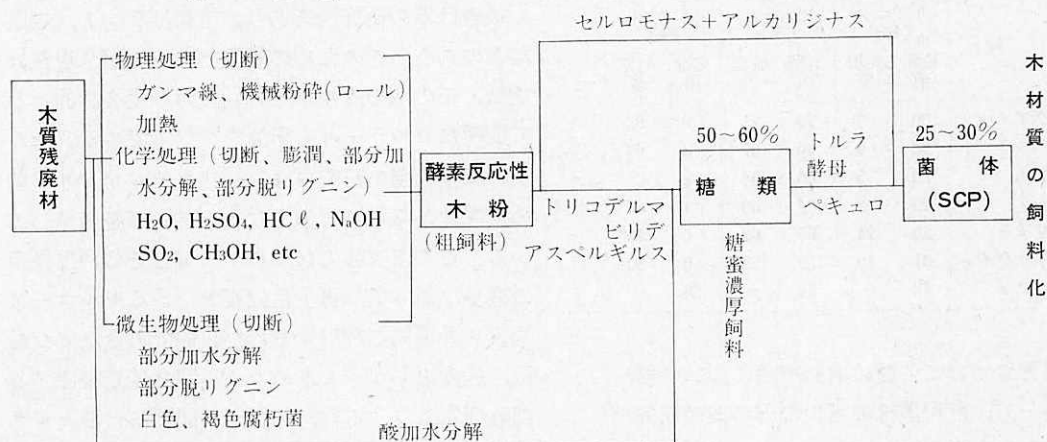 セルロモナス＋アルカリジナス
木質残廃材
物理処理（切断）
ガンマ線、機械粉砕（ロール）
加熱
化学処理（切断、膨潤、部分加
水分解、部分脱リグニン）
H₂O, H₂SO₄, HCℓ, NaOH
SO₂, CH₃OH, etc
微生物処理（切断）
部分加水分解
部分脱リグニン
白色、褐色腐朽菌
酵素反応性
木粉
（粗飼料）
トリコデルマ
ビリデ
アスペルギルス
50～60％
糖類
糖蜜濃厚飼料
トルラ
酵母
ペキュロ
25～30％
菌体
(SCP)
酸加水分解
木材質の飼料化